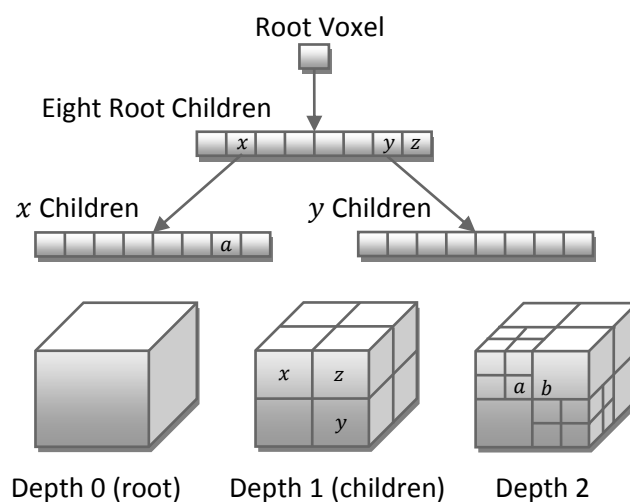 Root Voxel
Eight Root Children
x y z
x Children y Children
a
x z a b
y
Depth 0 (root) Depth 1 (children) Depth 2